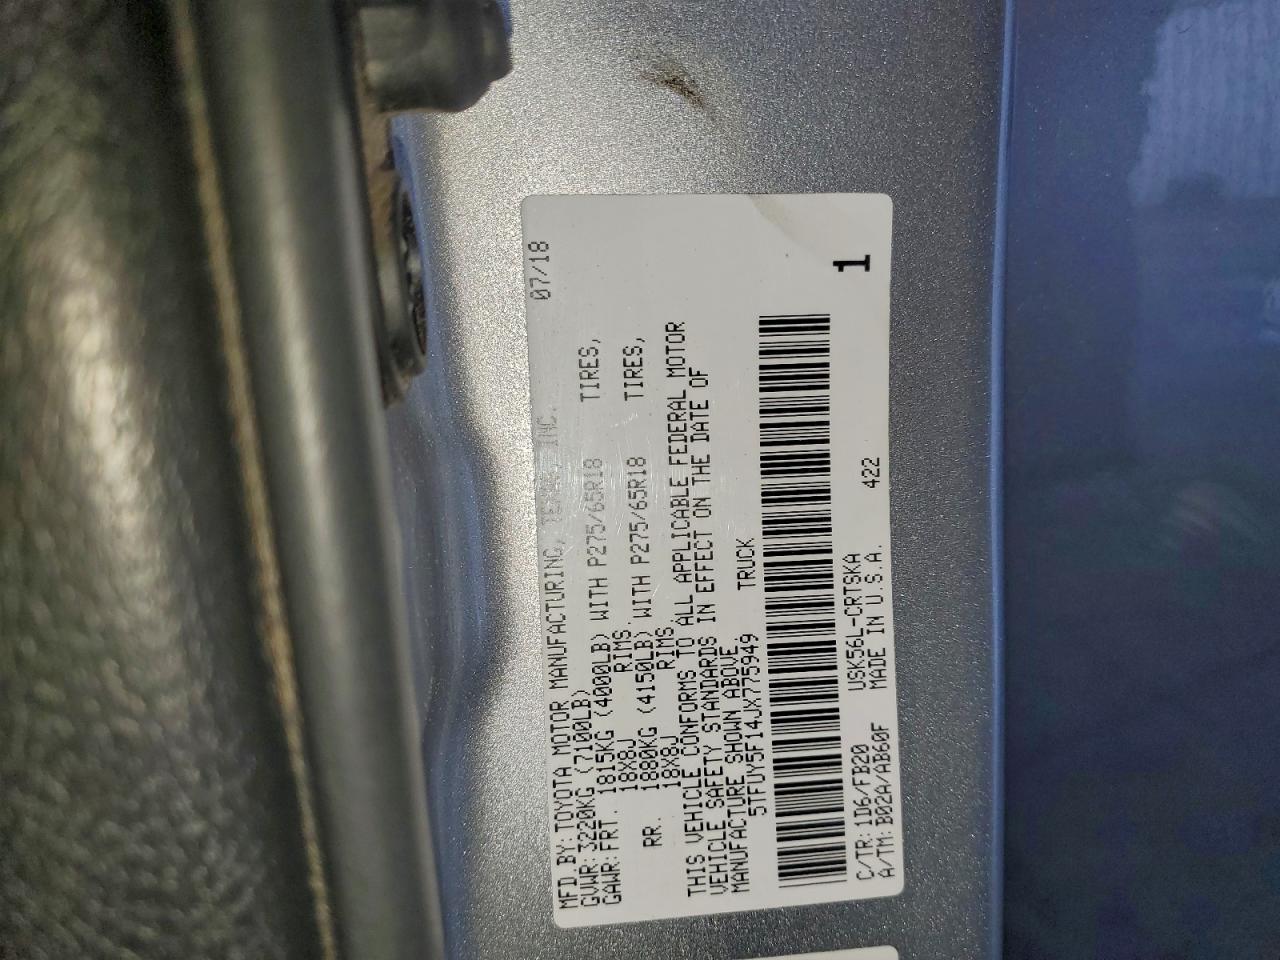 MFD.BY:TOYOTA MOTOR MANUFACTURING, TEXAS, INC. 07/18
GVWR:3220KG(7100LB)
GAWR:FRT. 1815KG (4000LB) WITH P275/65R18 TIRES,
18X8J RIMS,
RR. 1880KG (4150LB) WITH P275/65R18 TIRES,
18X8J RIMS
THIS VEHICLE CONFORMS TO ALL APPLICABLE FEDERAL MOTOR
VEHICLE SAFETY STANDARDS IN EFFECT ON THE DATE OF
MANUFACTURE SHOWN ABOVE.
5TFUY5F14JX775949 TRUCK
C/TR:1D6/FB20 USK56L-CRTSKA 1
A/TM:B02A/AB60F MADE IN U.S.A. 422